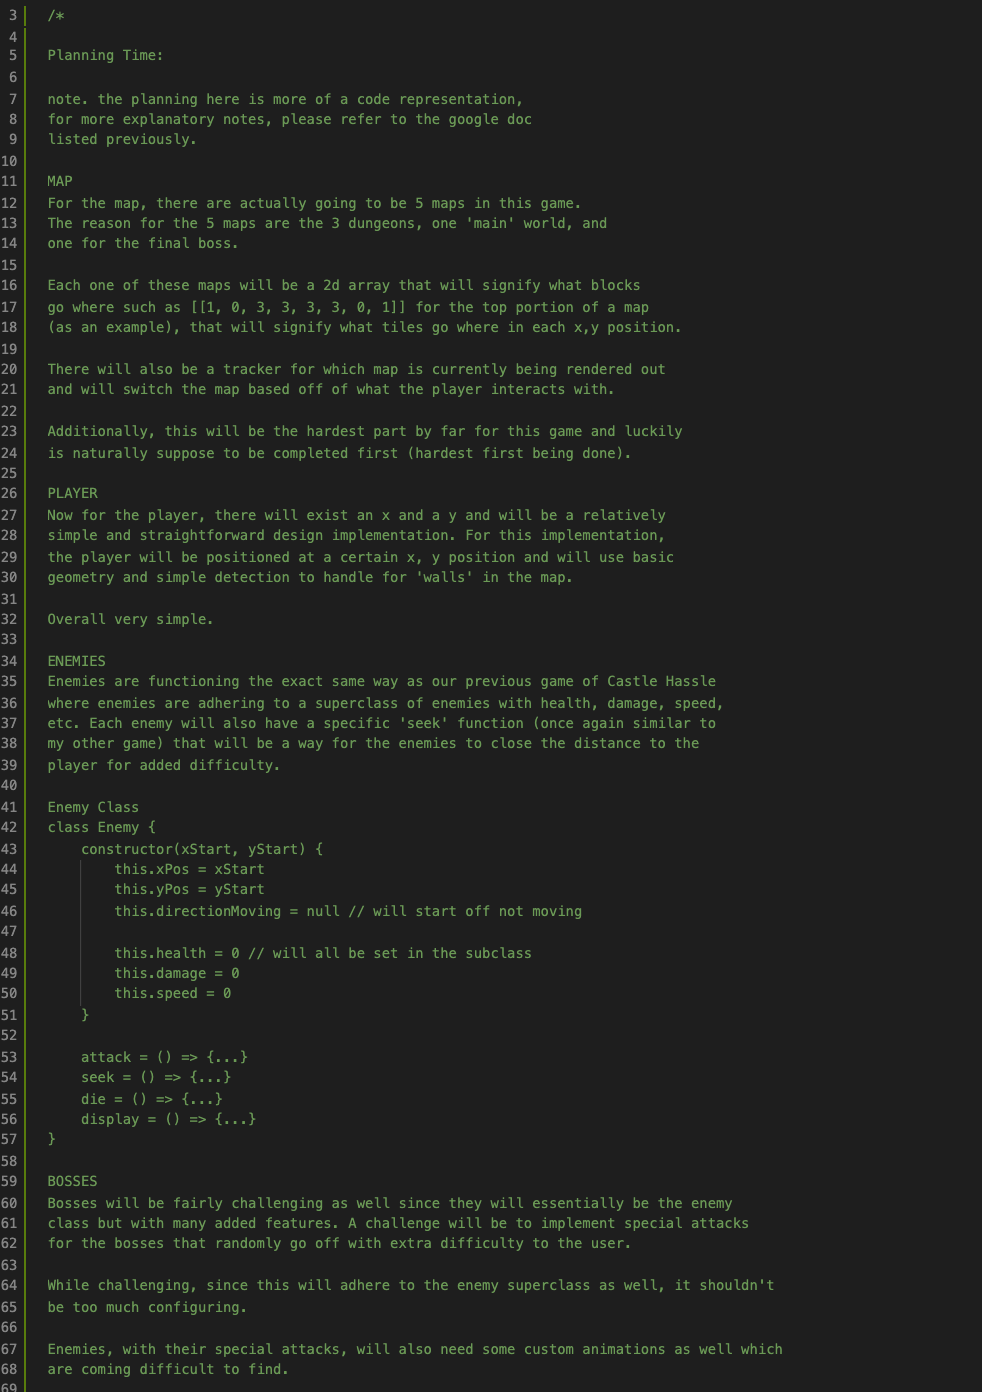 3 /*
4
5 Planning Time:
6
7 note. the planning here is more of a code representation,
8 for more explanatory notes, please refer to the google doc
9 listed previously.
10
11 MAP
12 For the map, there are actually going to be 5 maps in this game.
13 The reason for the 5 maps are the 3 dungeons, one 'main' world, and
14 one for the final boss.
15
16 Each one of these maps will be a 2d array that will signify what blocks
17 go where such as [[1, 0, 3, 3, 3, 3, 0, 1]] for the top portion of a map
18 (as an example), that will signify what tiles go where in each x,y position.
19
20 There will also be a tracker for which map is currently being rendered out
21 and will switch the map based off of what the player interacts with.
22
23 Additionally, this will be the hardest part by far for this game and luckily
24 is naturally suppose to be completed first (hardest first being done).
25
26 PLAYER
27 Now for the player, there will exist an x and a y and will be a relatively
28 simple and straightforward design implementation. For this implementation,
29 the player will be positioned at a certain x, y position and will use basic
30 geometry and simple detection to handle for 'walls' in the map.
31
32 Overall very simple.
33
34 ENEMIES
35 Enemies are functioning the exact same way as our previous game of Castle Hassle
36 where enemies are adhering to a superclass of enemies with health, damage, speed,
37 etc. Each enemy will also have a specific 'seek' function (once again similar to
38 my other game) that will be a way for the enemies to close the distance to the
39 player for added difficulty.
40
41 Enemy Class
42 class Enemy {
43     constructor(xStart, yStart) {
44         this.xPos = xStart
45         this.yPos = yStart
46         this.directionMoving = null // will start off not moving
47
48         this.health = 0 // will all be set in the subclass
49         this.damage = 0
50         this.speed = 0
51     }
52
53     attack = () => {...}
54     seek = () => {...}
55     die = () => {...}
56     display = () => {...}
57 }
58
59 BOSSES
60 Bosses will be fairly challenging as well since they will essentially be the enemy
61 class but with many added features. A challenge will be to implement special attacks
62 for the bosses that randomly go off with extra difficulty to the user.
63
64 While challenging, since this will adhere to the enemy superclass as well, it shouldn't
65 be too much configuring.
66
67 Enemies, with their special attacks, will also need some custom animations as well which
68 are coming difficult to find.
69